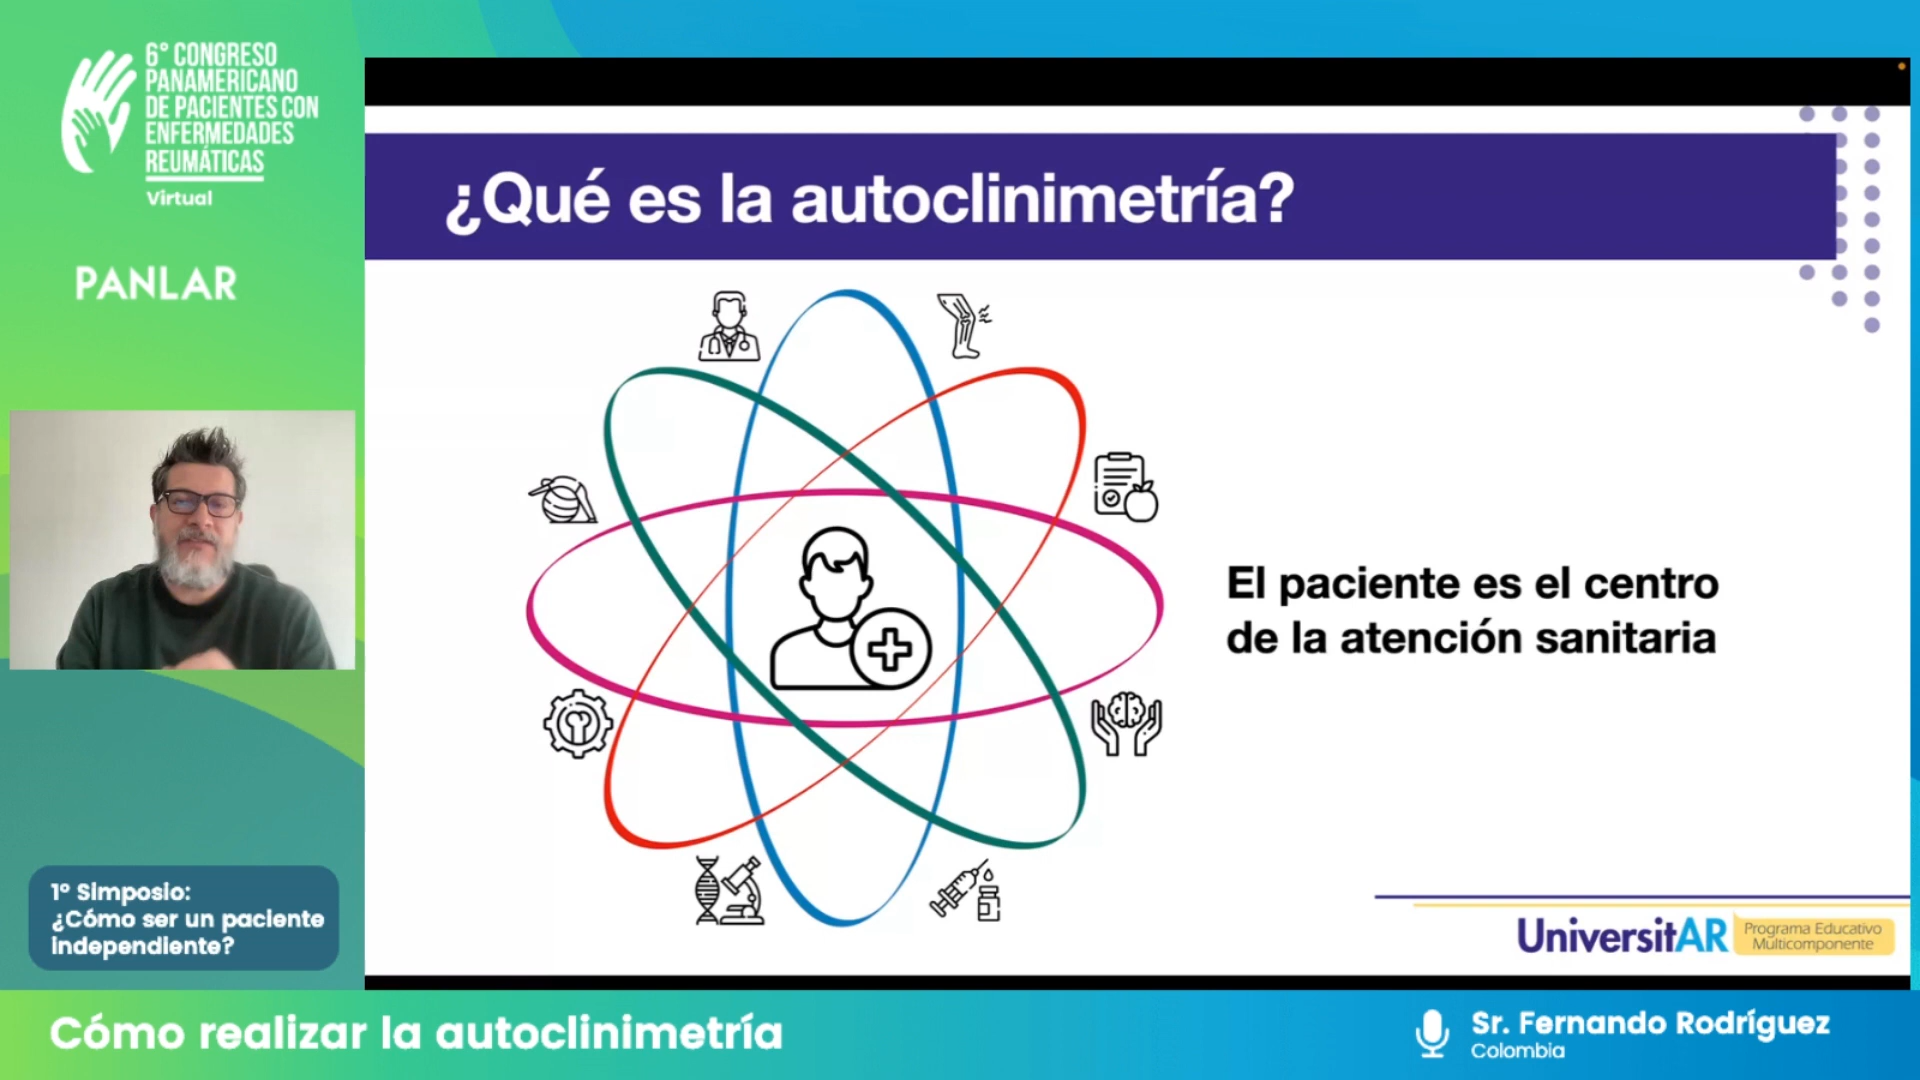 6° CONGRESO
PANAMERICANO
DE PACIENTES CON
ENFERMEDADES
REUMÁTICAS
Virtual
PANLAR
¿Qué es la autoclinimetría?
El paciente es el centro
de la atención sanitaria
1° Simposio:
¿Cómo ser un paciente
independiente?
UniversitAR
Programa Educativo
Multicomponente
Cómo realizar la autoclinimetría
Sr. Fernando Rodríguez
Colombia